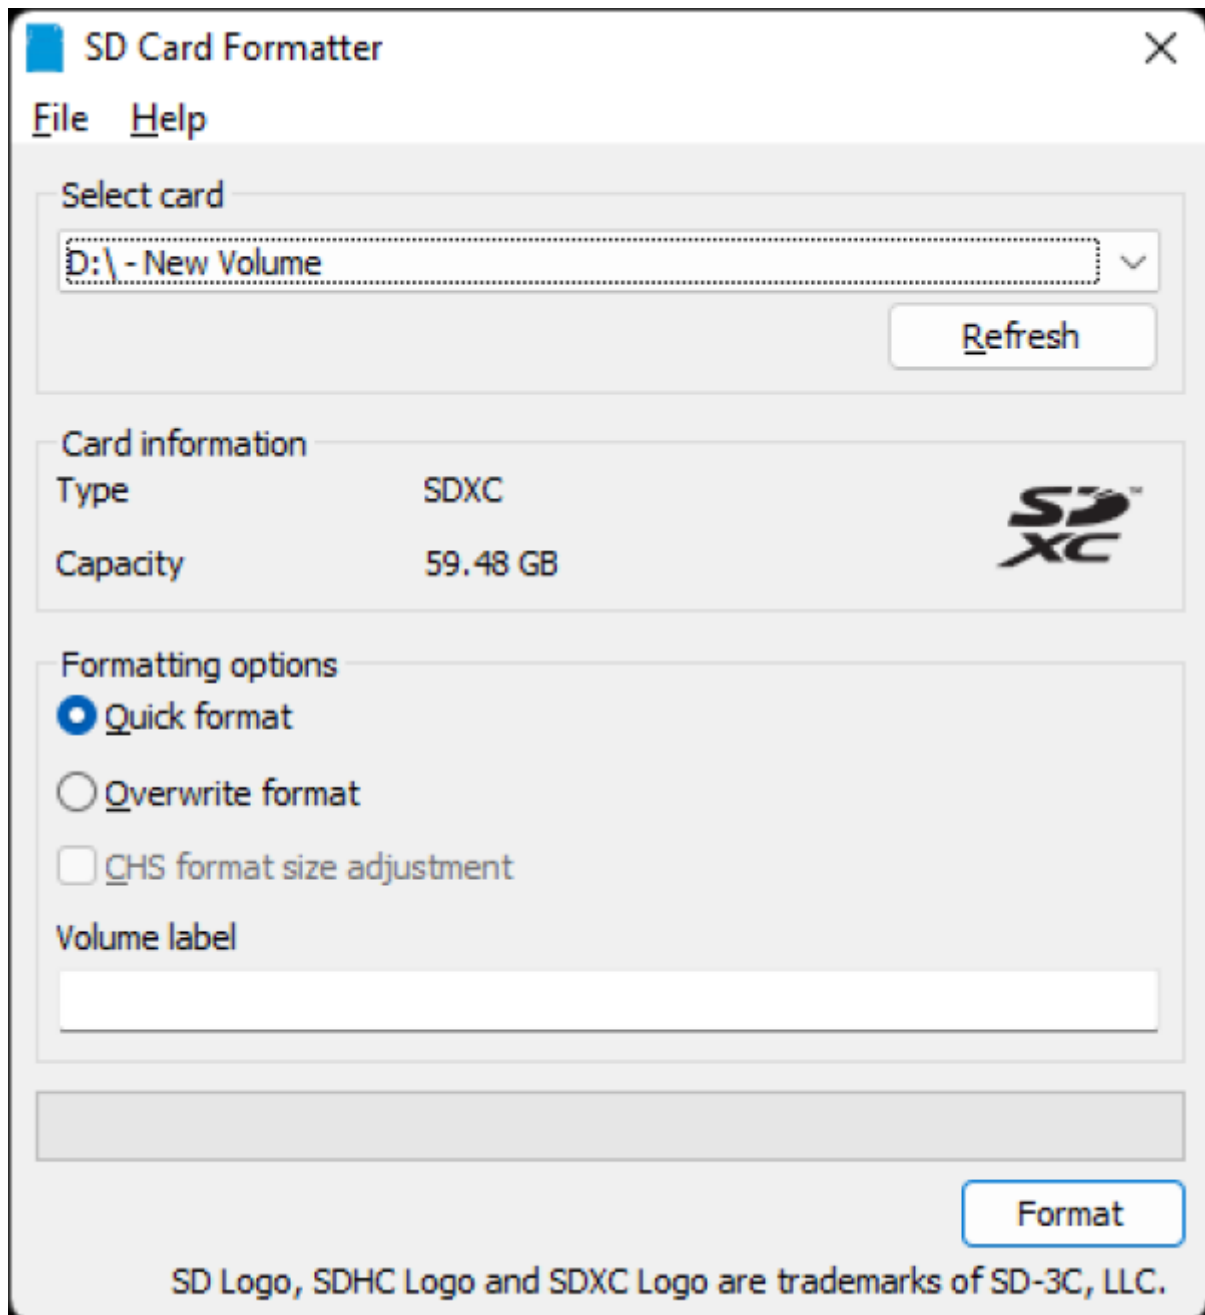 SD Card Formatter
File Help
Select card
D:\ - New Volume
Refresh
Card information
Type SDXC
SD™
XC
Capacity 59.48 GB
Formatting options
Quick format
Overwrite format
CHS format size adjustment
Volume label
Format
SD Logo, SDHC Logo and SDXC Logo are trademarks of SD-3C, LLC.